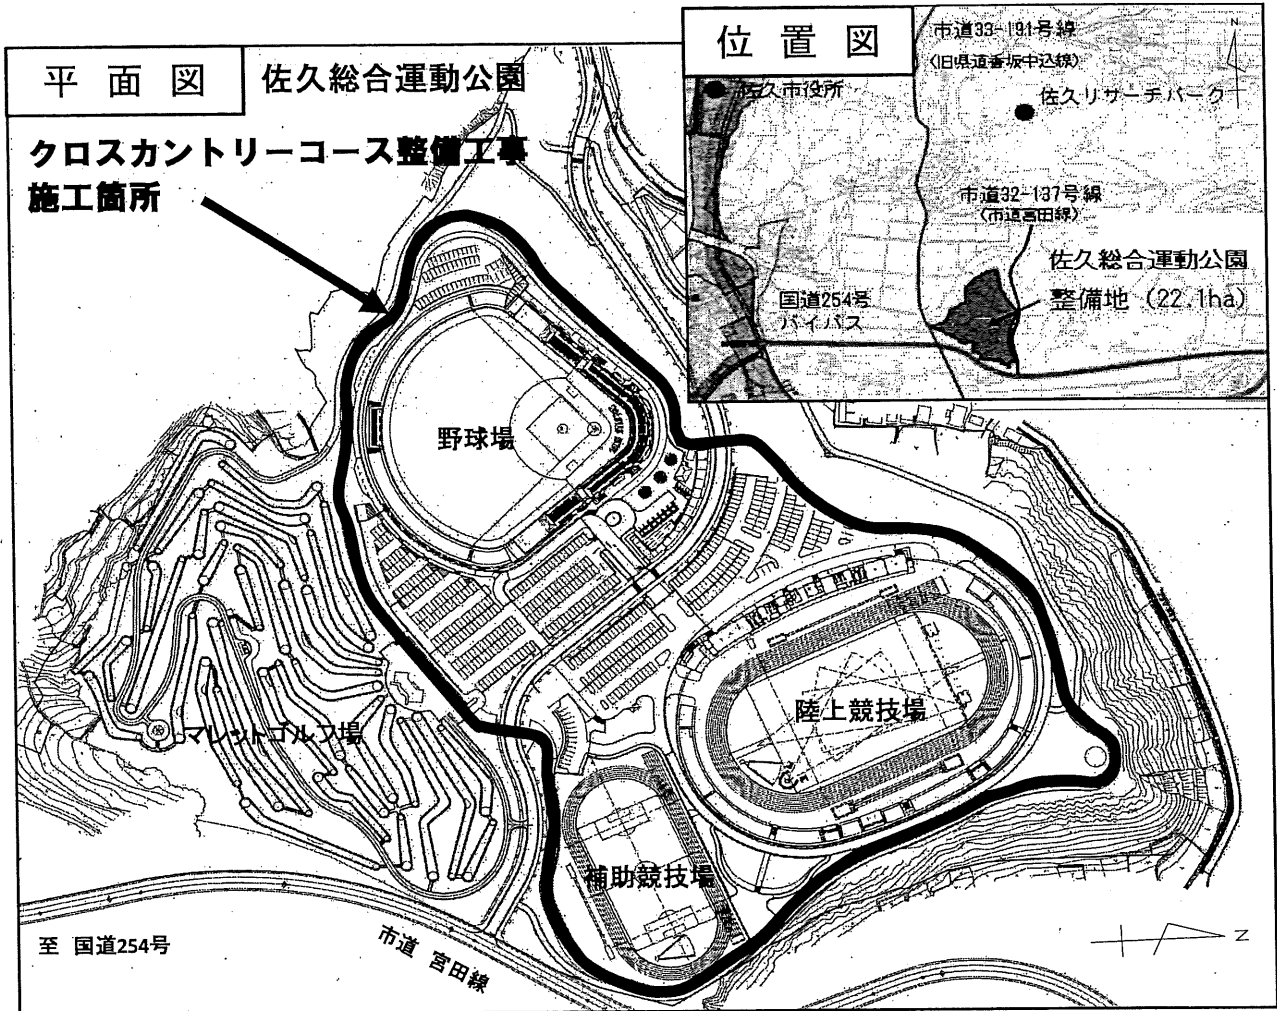 平面図
佐久総合運動公園
クロスカントリーコース整備工事
施工箇所
野球場
マレットゴルフ場
陸上競技場
補助競技場
至 国道254号
市道 宮田線
Z
位置図
市道33-191号線
(旧県道香坂中込線)
N
佐久市役所
佐久リサーチパーク
市道32-137号線
(市道宮田線)
佐久総合運動公園
整備地 (22.1ha)
国道254号
バイパス